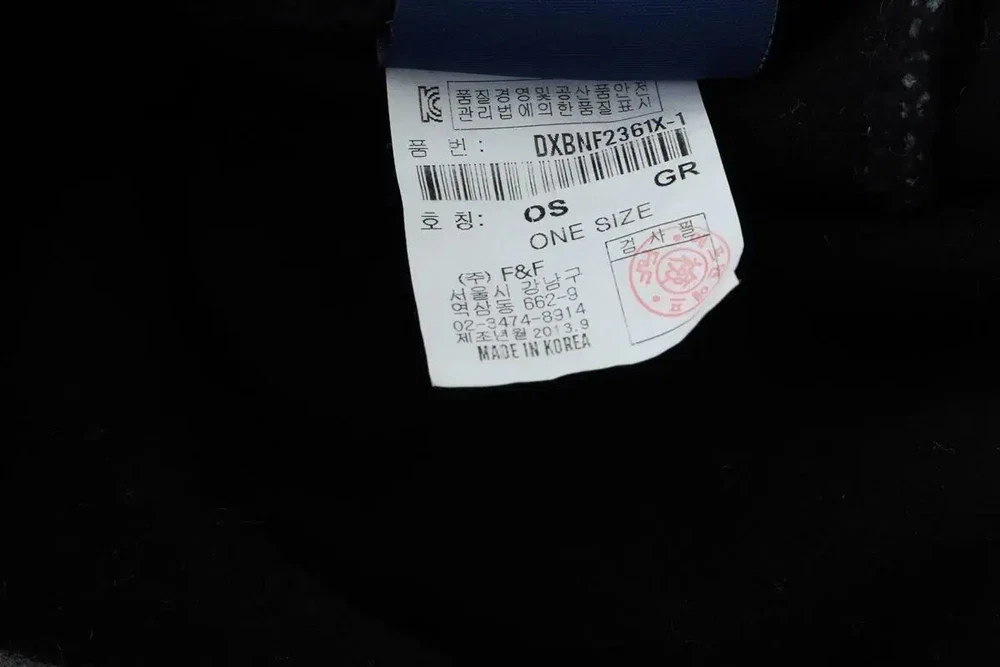 품질경영및공산품안전
관리법에의한품질표시
품 번 : DXBNF2361X-1
GR
호 칭: OS
ONE SIZE
검 사 필
(주) F&F
서울시 강남구
역삼동 662-9
02-3474-8914
제조년월 2013.9
MADE IN KOREA